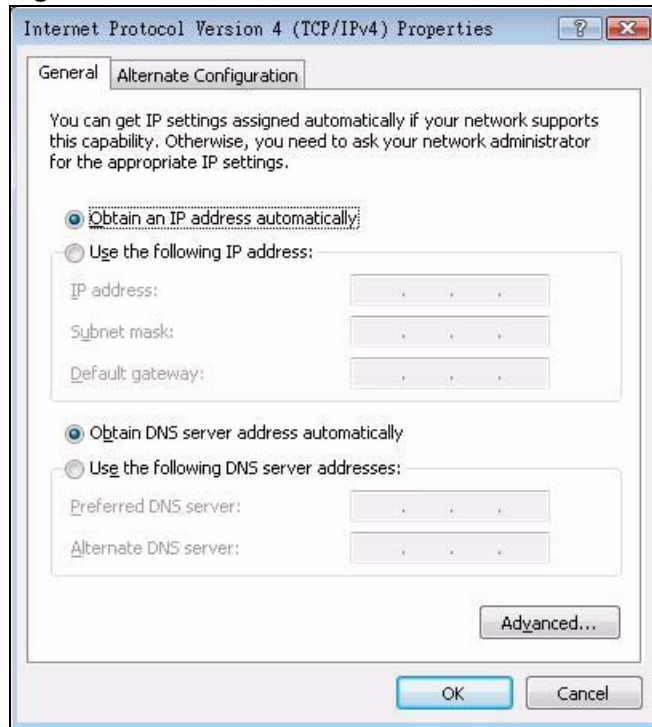 Internet Protocol Version 4 (TCP/IPv4) Properties
General
Alternate Configuration
You can get IP settings assigned automatically if your network supports
this capability. Otherwise, you need to ask your network administrator
for the appropriate IP settings.
Obtain an IP address automatically
Use the following IP address:
IP address:
Subnet mask:
Default gateway:
Obtain DNS server address automatically
Use the following DNS server addresses:
Preferred DNS server:
Alternate DNS server:
Advanced...
OK
Cancel